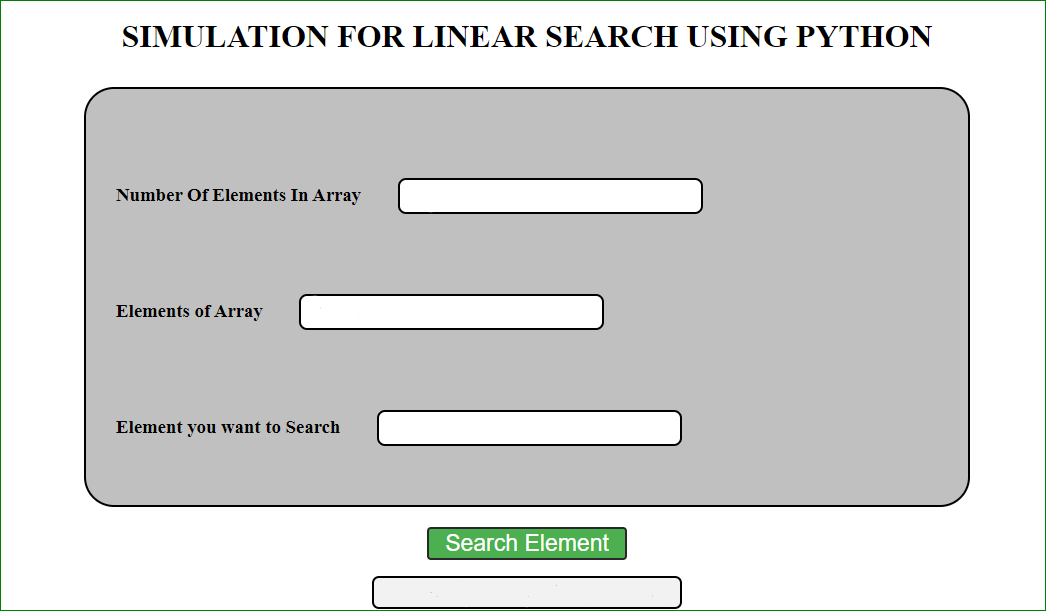 SIMULATION FOR LINEAR SEARCH USING PYTHON
Number Of Elements In Array
Elements of Array
Element you want to Search
Search Element